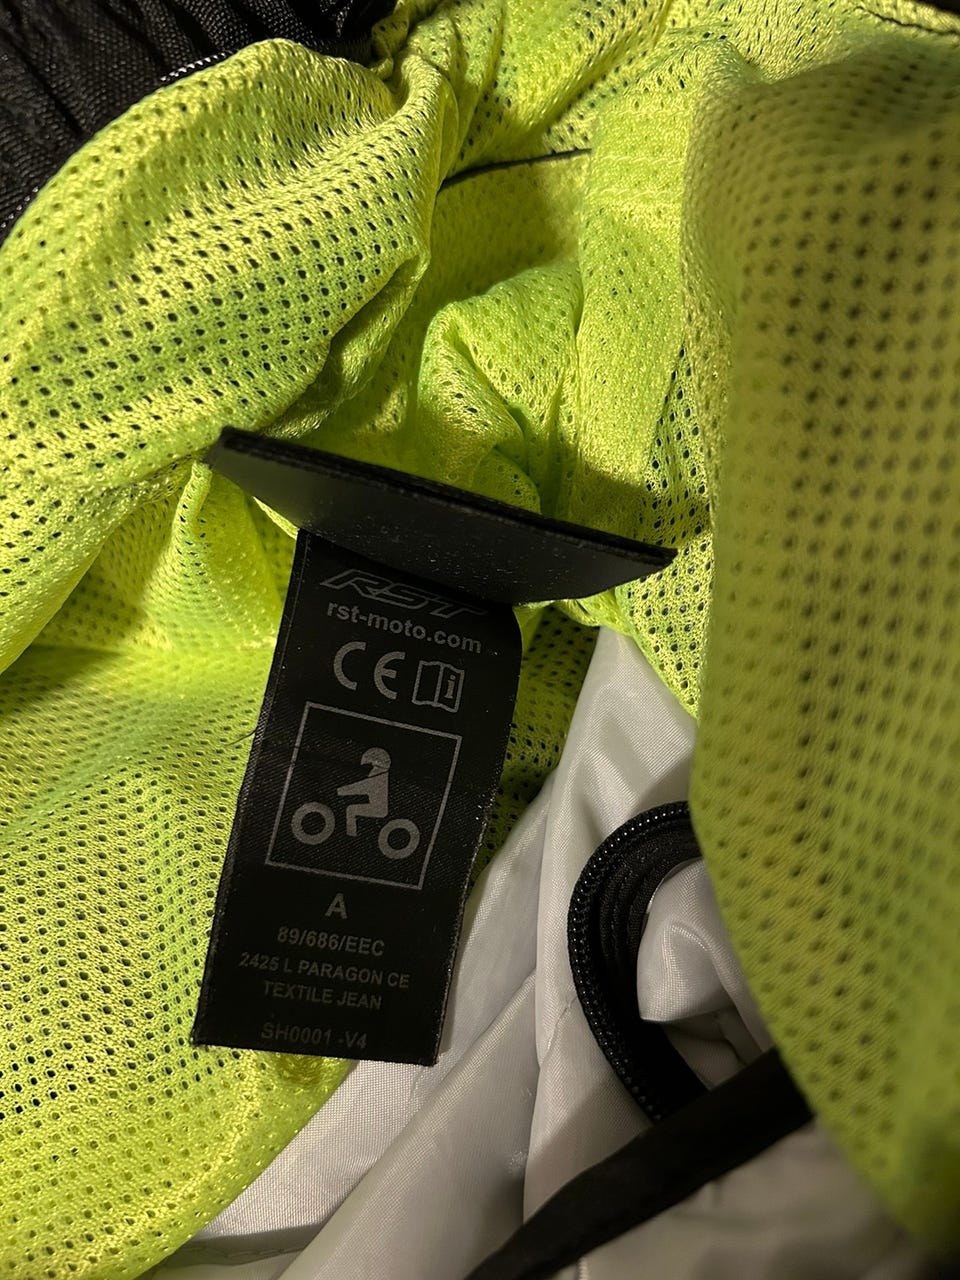 RST
rst-moto.com
CE i
A
89/686/EEC
2425 L PARAGON CE
TEXTILE JEAN
SH0001 -V4